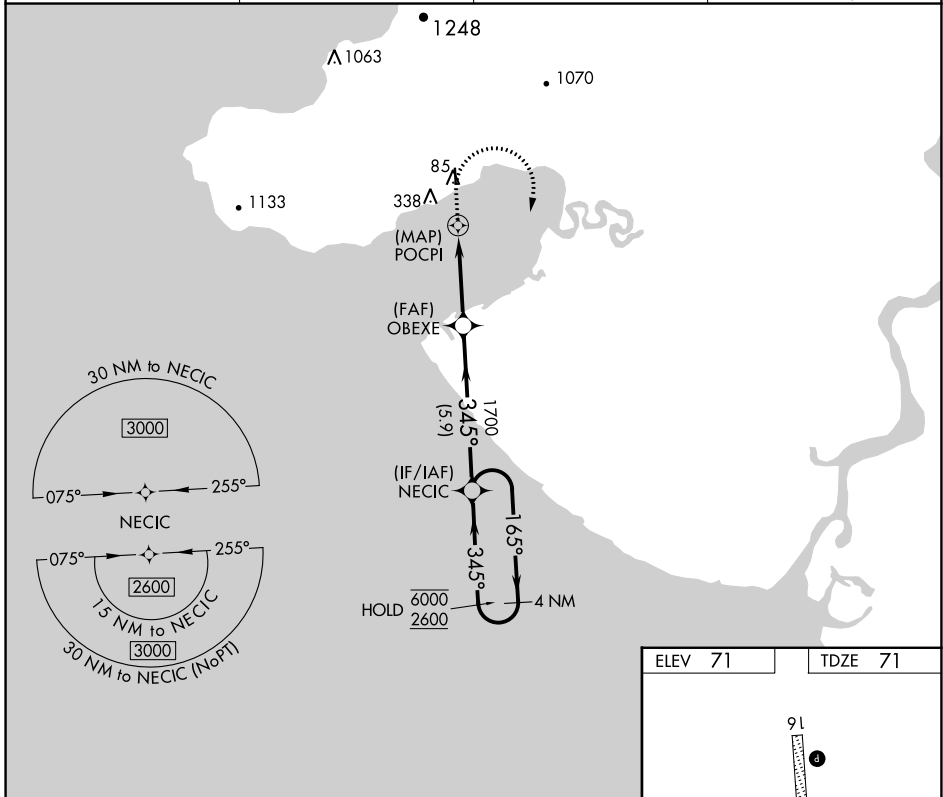 1248
1063
1070
85
338
1133
(MAP)
POCPI
(FAF)
OBEXE
30 NM to NECIC
3000
075°
255°
NECIC
075°
255°
2600
15 NM to NECIC
3000
30 NM to NECIC (NoPT)
1700
345°
(5.9)
(IF/IAF)
NECIC
165°
345°
HOLD
6000
2600
4 NM
ELEV 71
TDZE 71
16
P